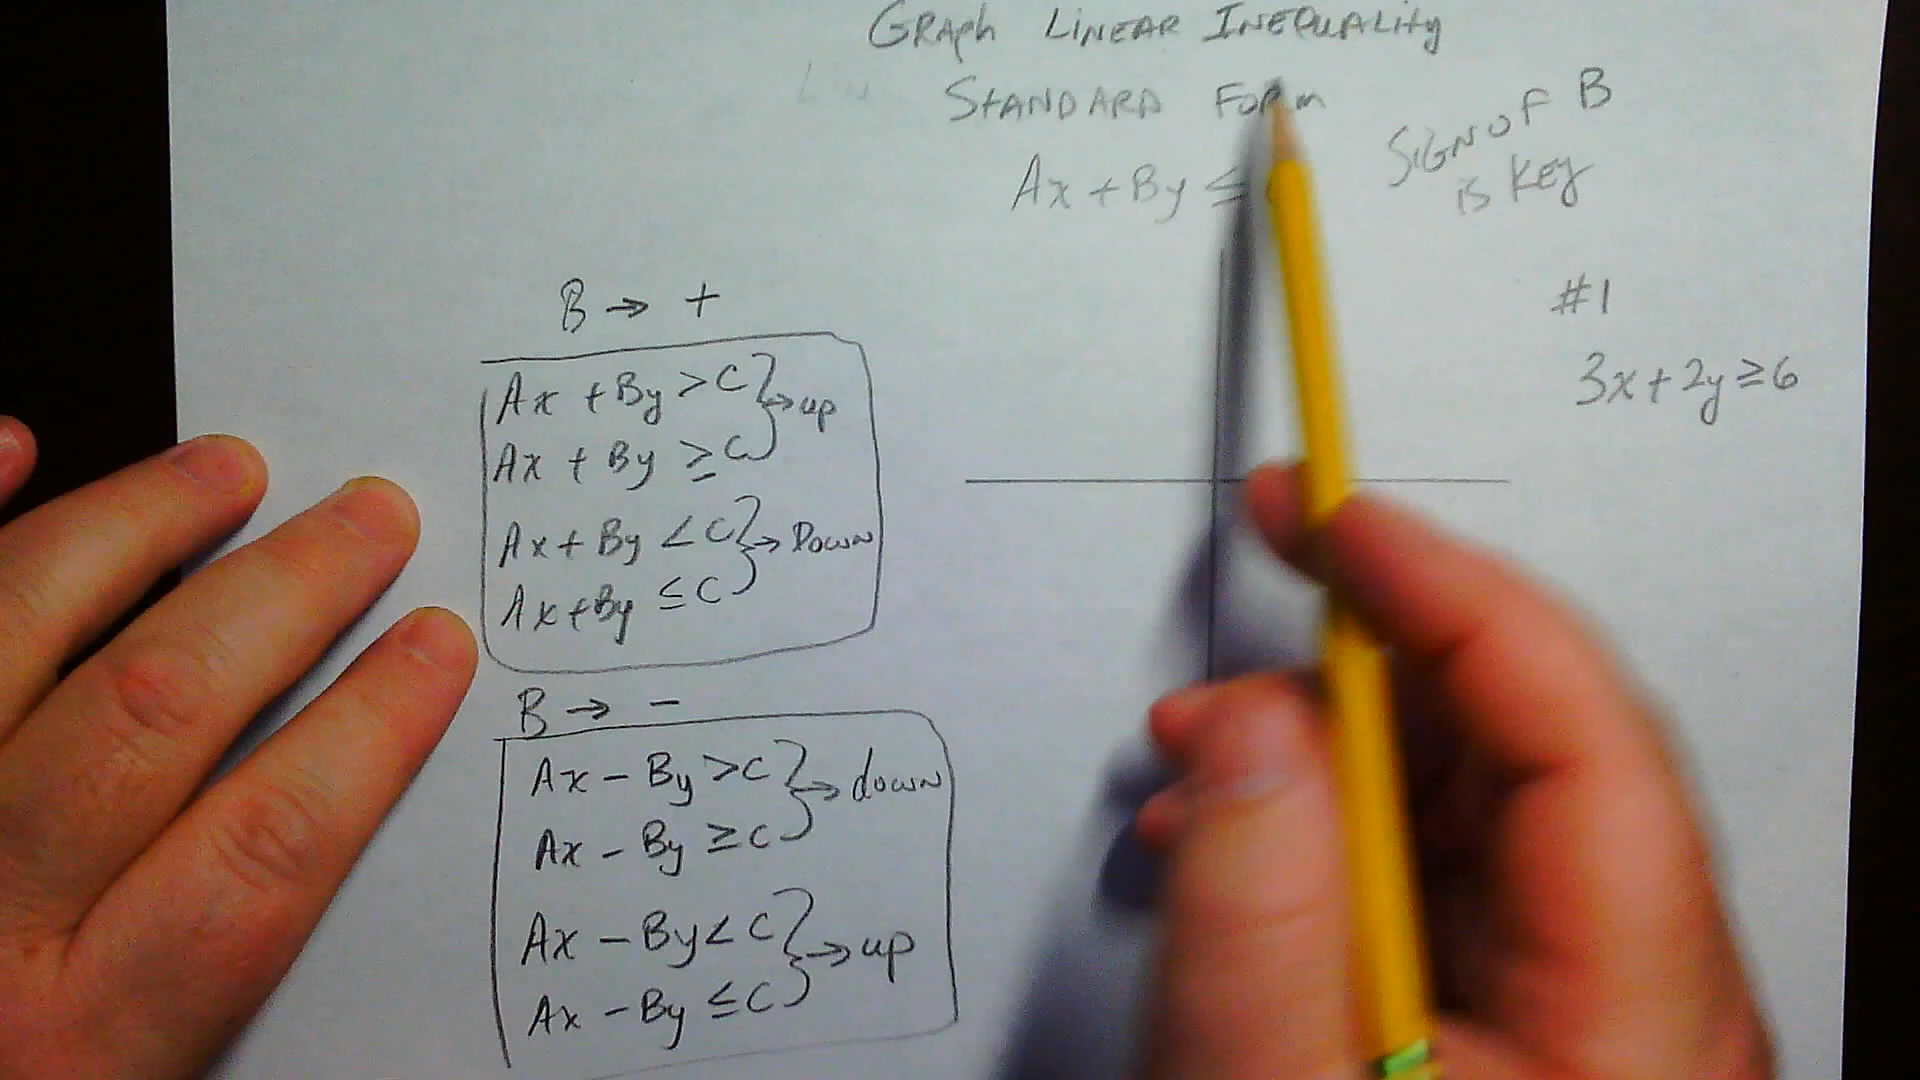 GRAPh LINEAR INEQUALity
STANDARD FORM
Ax + By ≤
SIGN OF B
is Key
#1
3x + 2y ≥ 6
B → +
Ax + By > C
Ax + By ≥ C
→ up
Ax + By < C
Ax + By ≤ C
→ DOWN
B → −
Ax − By > C
Ax − By ≥ C
→ down
Ax − By < C
Ax − By ≤ C
→ up